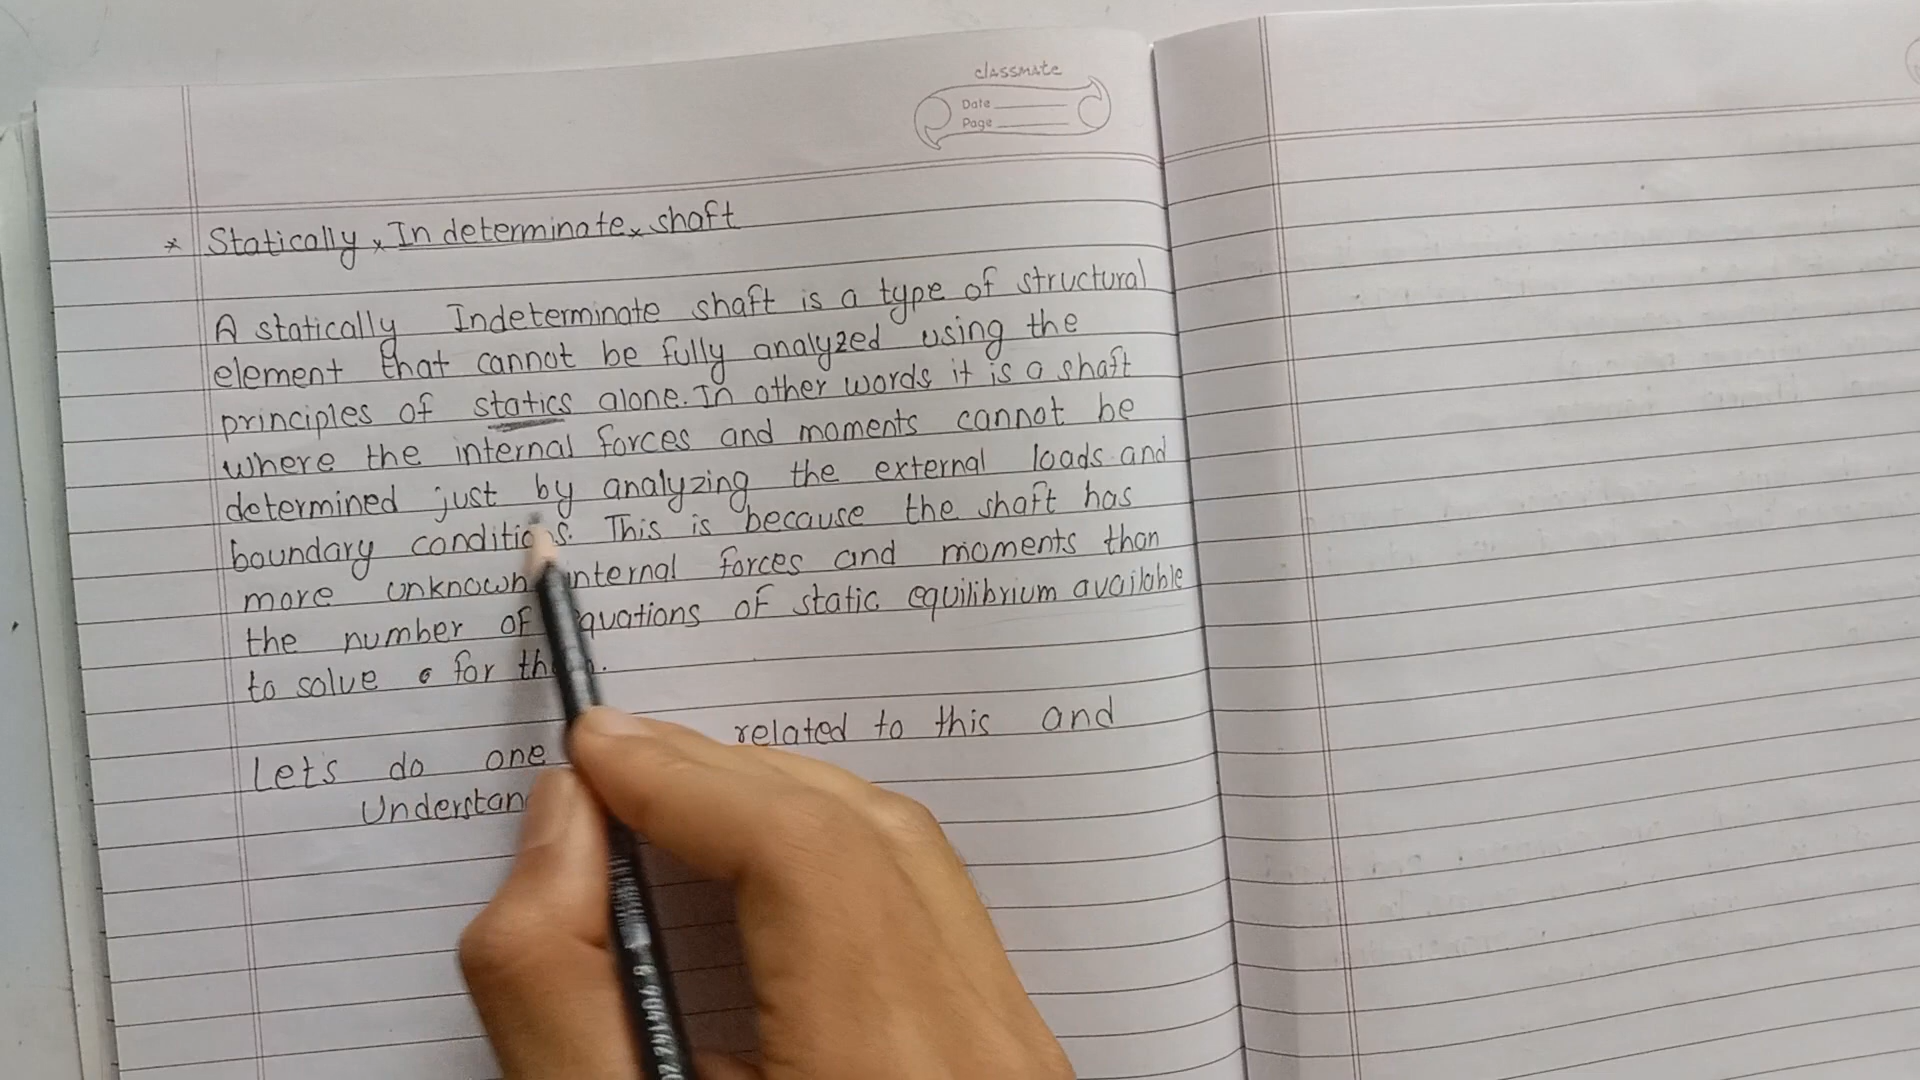 classmate
Date
Page
* Statically x Indeterminate x shaft
A statically Indeterminate shaft is a type of structural
element that cannot be fully analyzed using the
principles of statics alone. In other words it is a shaft
where the internal forces and moments cannot be
determined just by analyzing the external loads and
boundary conditions. This is because the shaft has
more unknown internal forces and moments than
the number of equations of static equilibrium available
to solve for
Lets do one related to this and